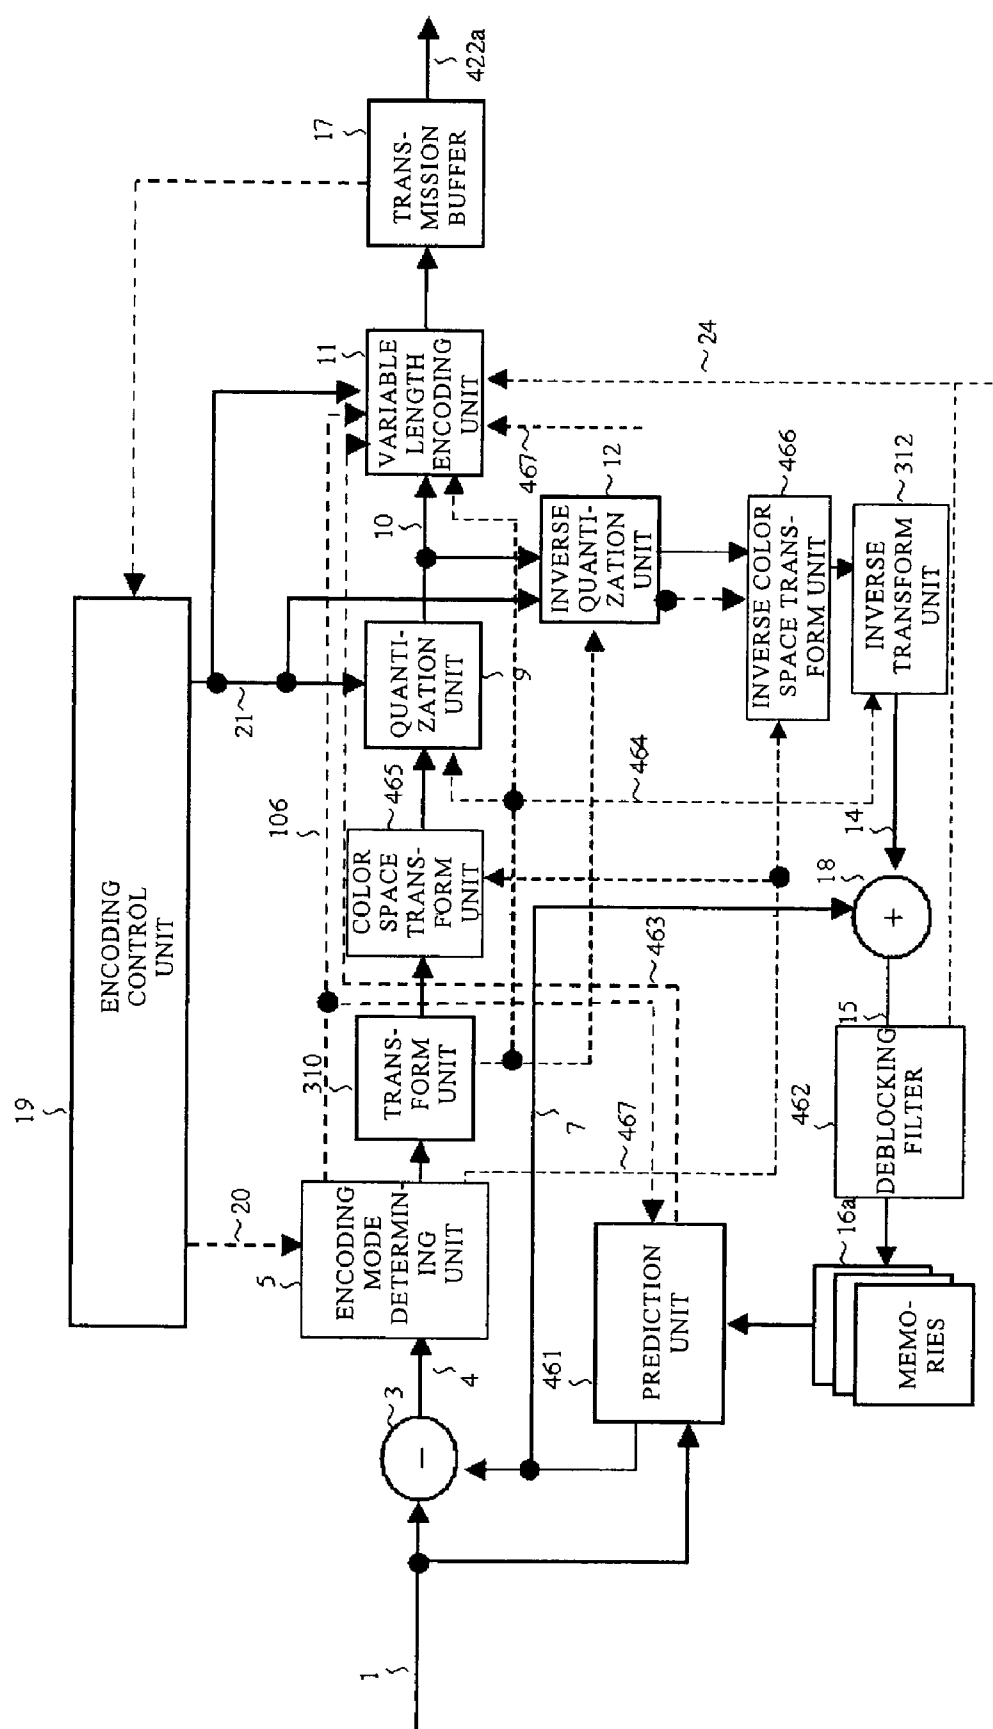 19
ENCODING
CONTROL
UNIT
20
21
17
TRANS-
MISSION
BUFFER
422a
1
3
4
5
ENCODING
MODE
DETERMIN-
ING
UNIT
106
310
TRANS-
FORM
UNIT
COLOR
SPACE
TRANS-
FORM
UNIT
465
QUANTI-
ZATION
UNIT
9
10
11
VARIABLE
LENGTH
ENCODING
UNIT
467
24
464
463
7
467
INVERSE
QUANTI-
ZATION
UNIT
12
INVERSE COLOR
SPACE TRANS-
FORM UNIT
466
INVERSE
TRANSFORM
UNIT
312
14
18
+
−
461
PREDICTION
UNIT
15
462
DEBLOCKING
FILTER
16a
MEMO-
RIES